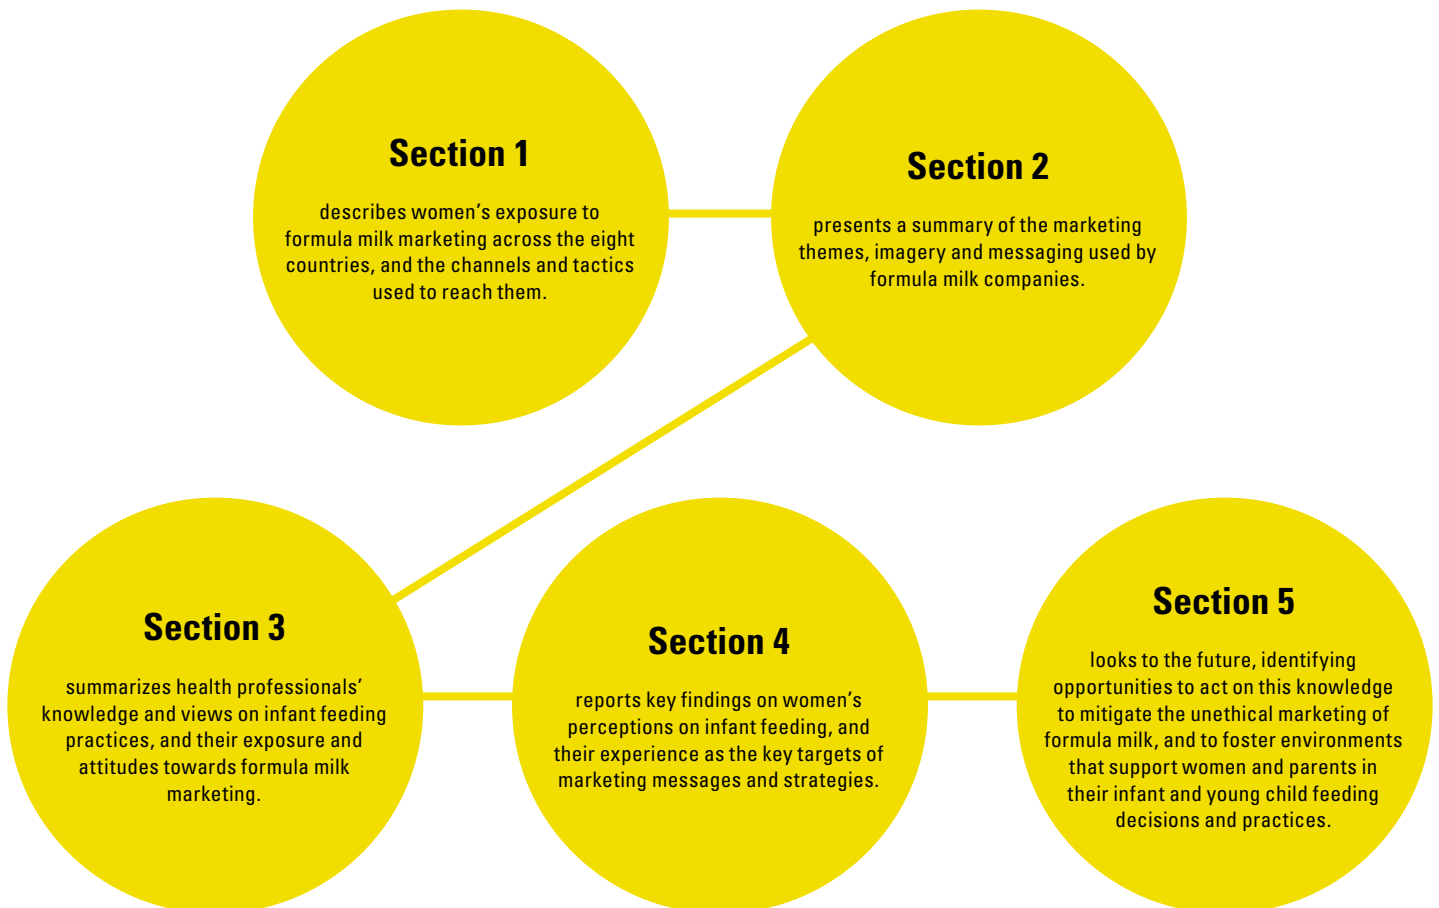 Section 1
describes women’s exposure to
formula milk marketing across the eight
countries, and the channels and tactics
used to reach them.
Section 2
presents a summary of the marketing
themes, imagery and messaging used by
formula milk companies.
Section 3
summarizes health professionals’
knowledge and views on infant feeding
practices, and their exposure and
attitudes towards formula milk
marketing.
Section 4
reports key findings on women’s
perceptions on infant feeding, and
their experience as the key targets of
marketing messages and strategies.
Section 5
looks to the future, identifying
opportunities to act on this knowledge
to mitigate the unethical marketing of
formula milk, and to foster environments
that support women and parents in
their infant and young child feeding
decisions and practices.